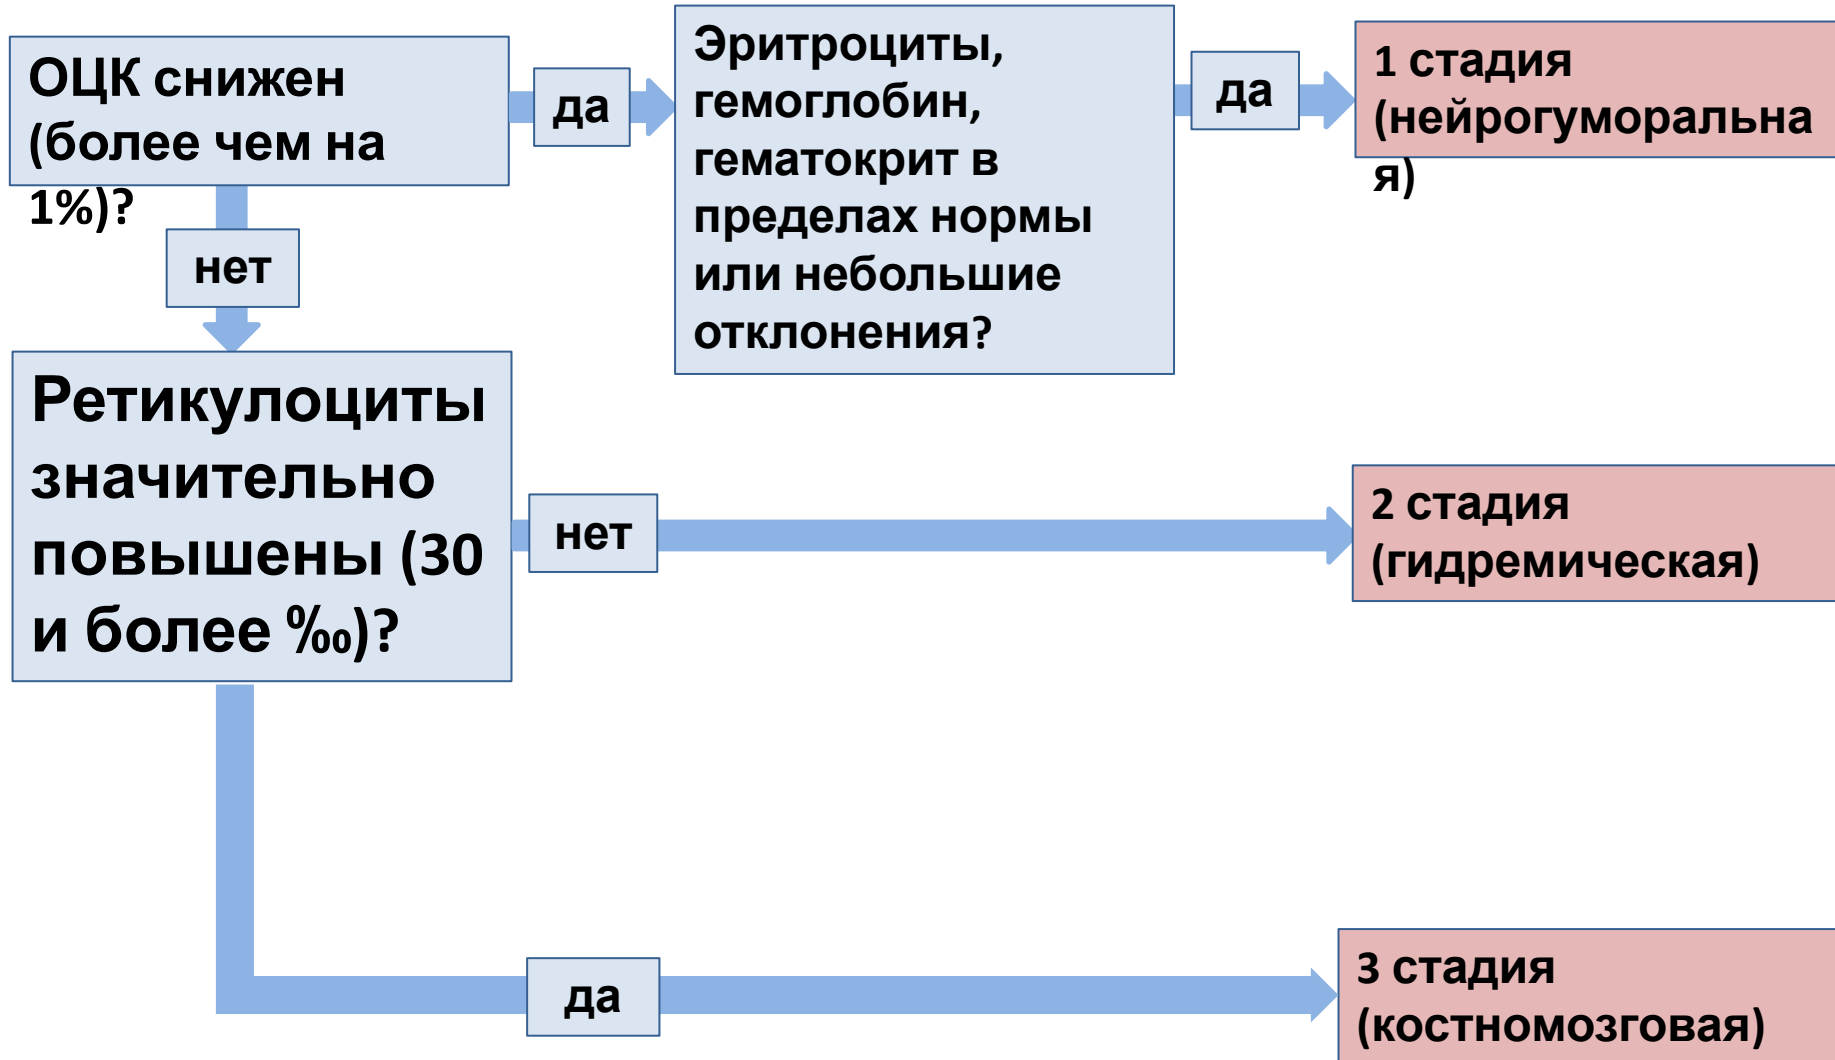 ОЦК снижен
(более чем на
1%)?
да
Эритроциты,
гемоглобин,
гематокрит в
пределах нормы
или небольшие
отклонения?
да
1 стадия
(нейрогуморальна
я)
нет
Ретикулоциты
значительно
повышены (30
и более ‰)?
нет
2 стадия
(гидремическая)
да
3 стадия
(костномозговая)